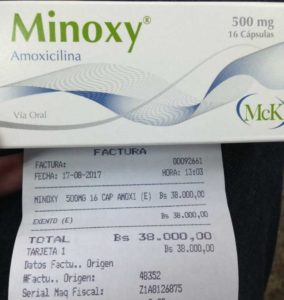 Minoxy®
Amoxicilina
500 mg
16 Cápsulas
Vía Oral
McK
FACTURA
FACTURA: 00092661
FECHA: 17-08-2017 HORA: 13:03
MINOXY 500MG 16 CAP AMOXI (E) Bs 38.000,00
EXENTO (E) Bs 38.000,00
TOTAL Bs 38.000,00
TARJETA 1 Bs 38.000,00
Datos Factu.. Origen:
#Factu.. Origen: 48352
Serial Maq Fiscal: Z1A8126875